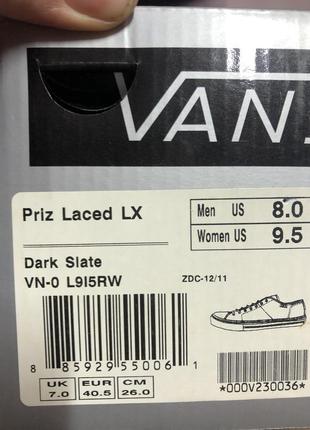 VANS
Priz Laced LX
Men US 8.0
Women US 9.5
Dark Slate
VN-0 L9I5RW
ZDC-12/11
8 85929 55006 1
UK EUR CM
7.0 40.5 26.0
*000V230036*